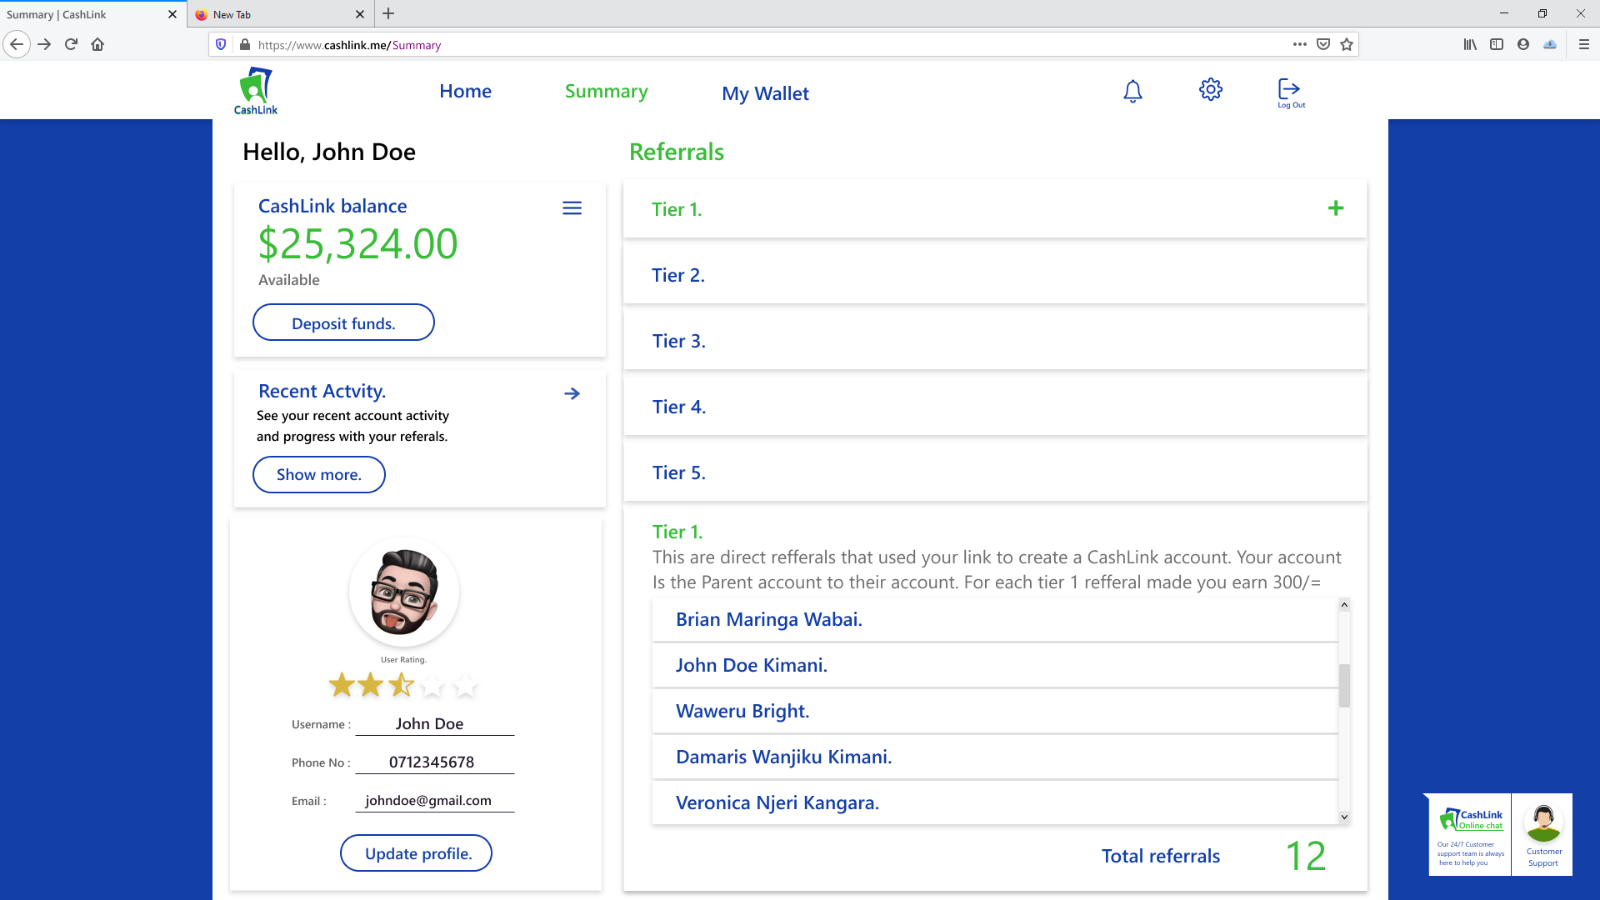 Summary | CashLink
New Tab
https://www.cashlink.me/Summary
CashLink
Home
Summary
My Wallet
Log Out
Hello, John Doe
CashLink balance
$25,324.00
Available
Deposit funds.
Recent Actvity.
See your recent account activity
and progress with your referals.
Show more.
User Rating.
Username :
John Doe
Phone No :
0712345678
Email :
johndoe@gmail.com
Update profile.
Referrals
Tier 1.
Tier 2.
Tier 3.
Tier 4.
Tier 5.
Tier 1.
This are direct refferals that used your link to create a CashLink account. Your account
Is the Parent account to their account. For each tier 1 refferal made you earn 300/=
Brian Maringa Wabai.
John Doe Kimani.
Waweru Bright.
Damaris Wanjiku Kimani.
Veronica Njeri Kangara.
Total referrals
12
CashLink
Online chat
Our 24/7 Customer
support team is always
here to help you
Customer
Support